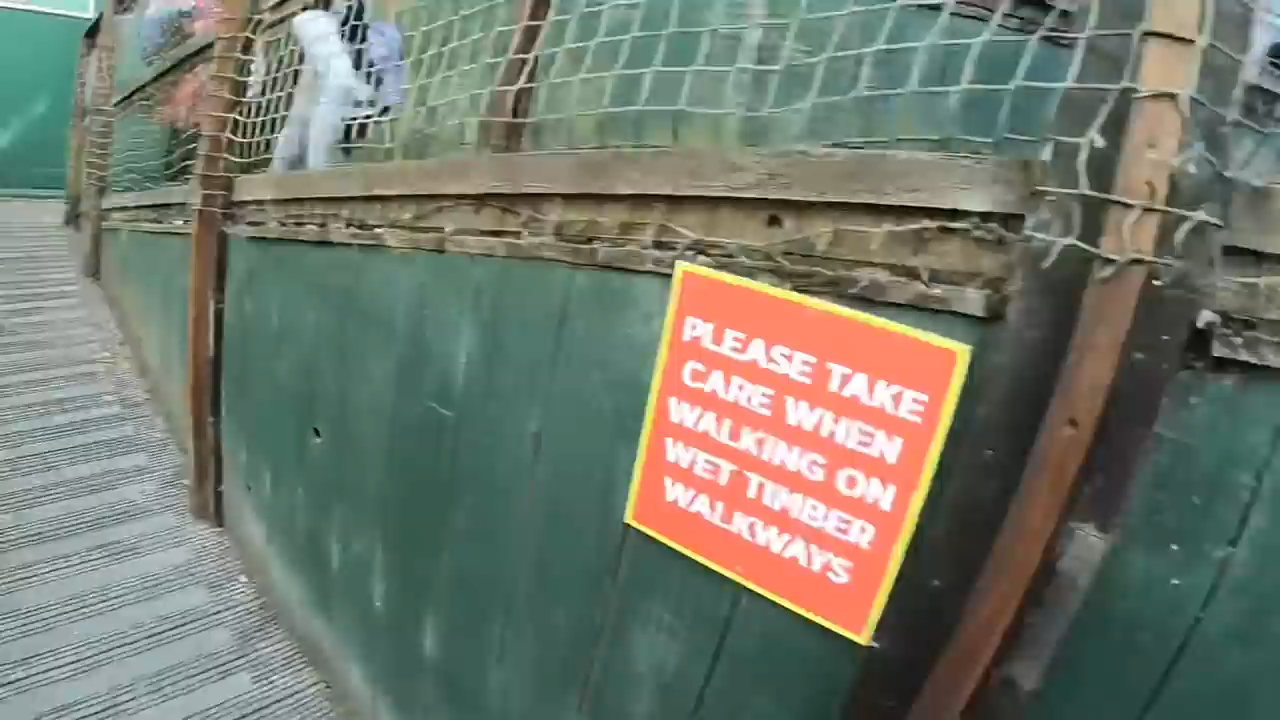 PLEASE TAKE
CARE WHEN
WALKING ON
WET TIMBER
WALKWAYS